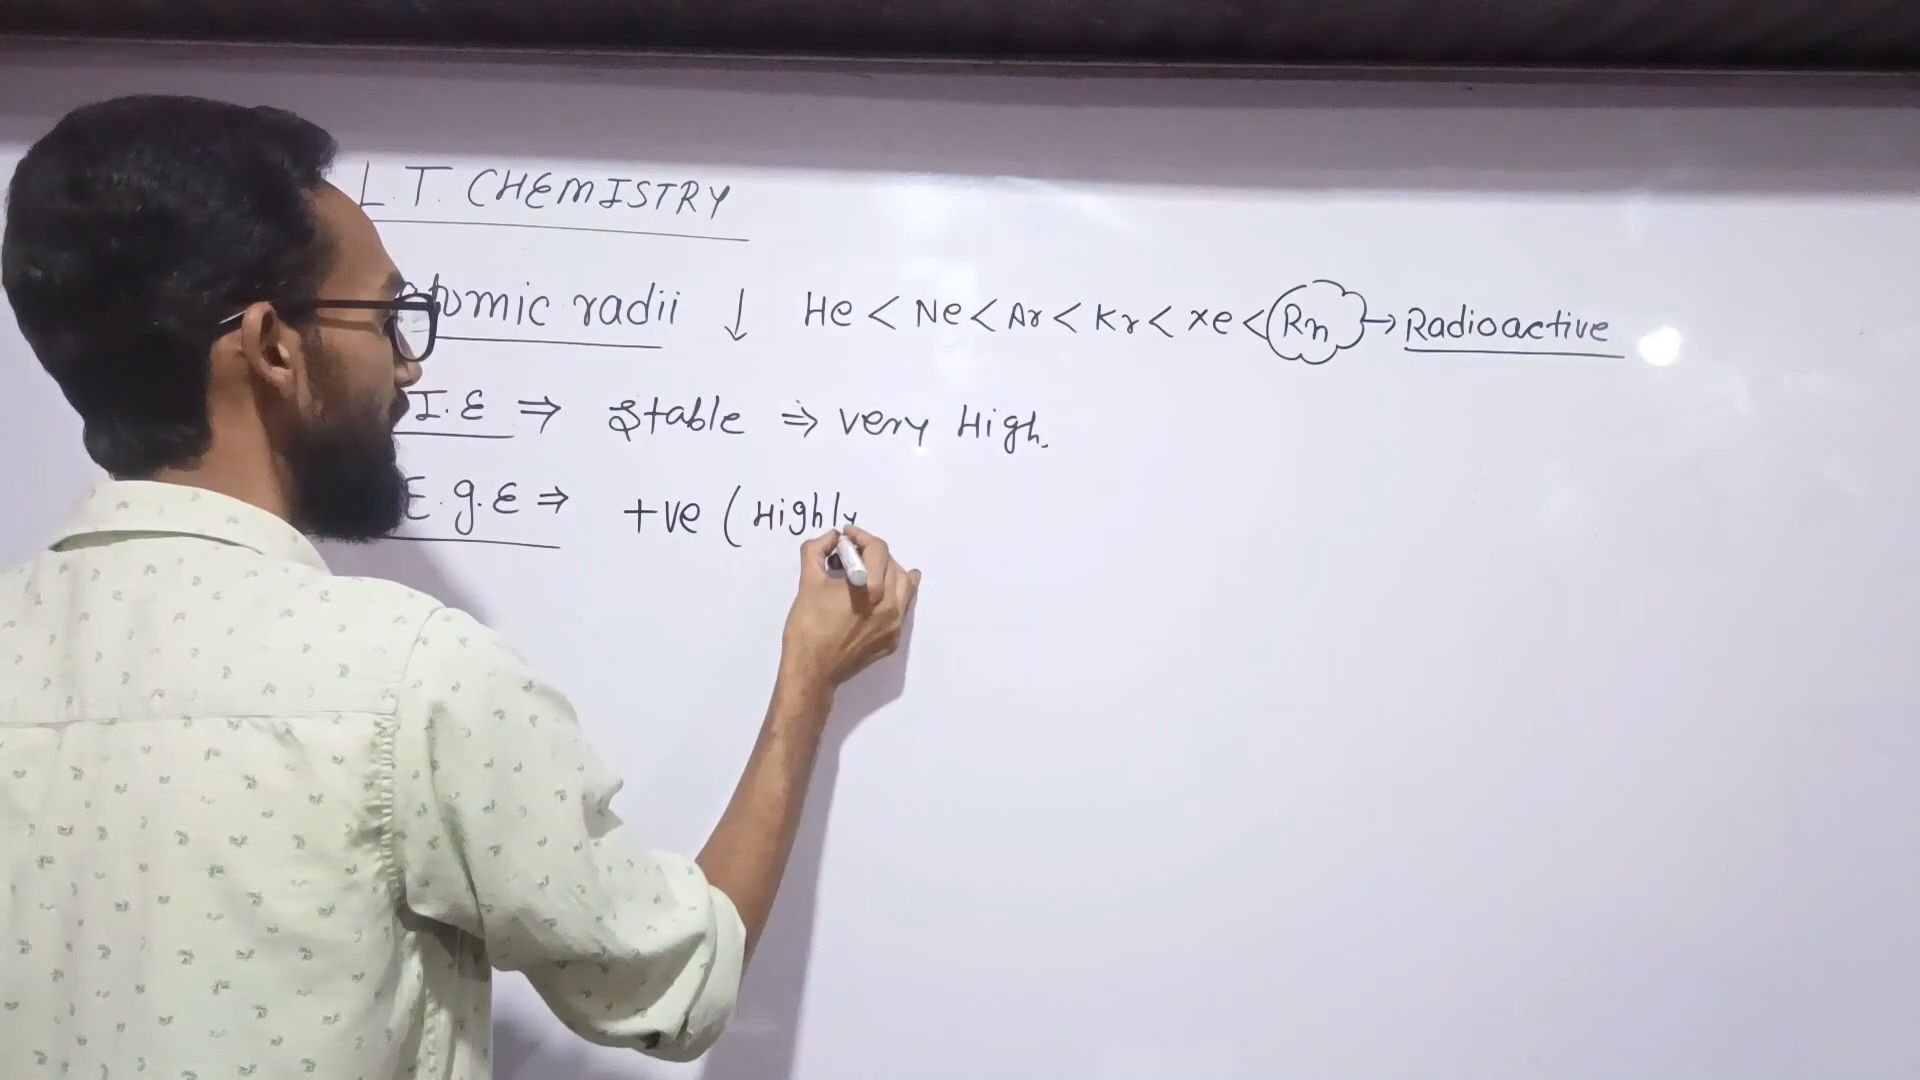 L.T. CHEMISTRY
atomic radii ↓ He < Ne < Ar < Kr < Xe < Rn → Radioactive
I.E ⇒ Stable ⇒ very High.
E.g.E ⇒ +ve (Highly